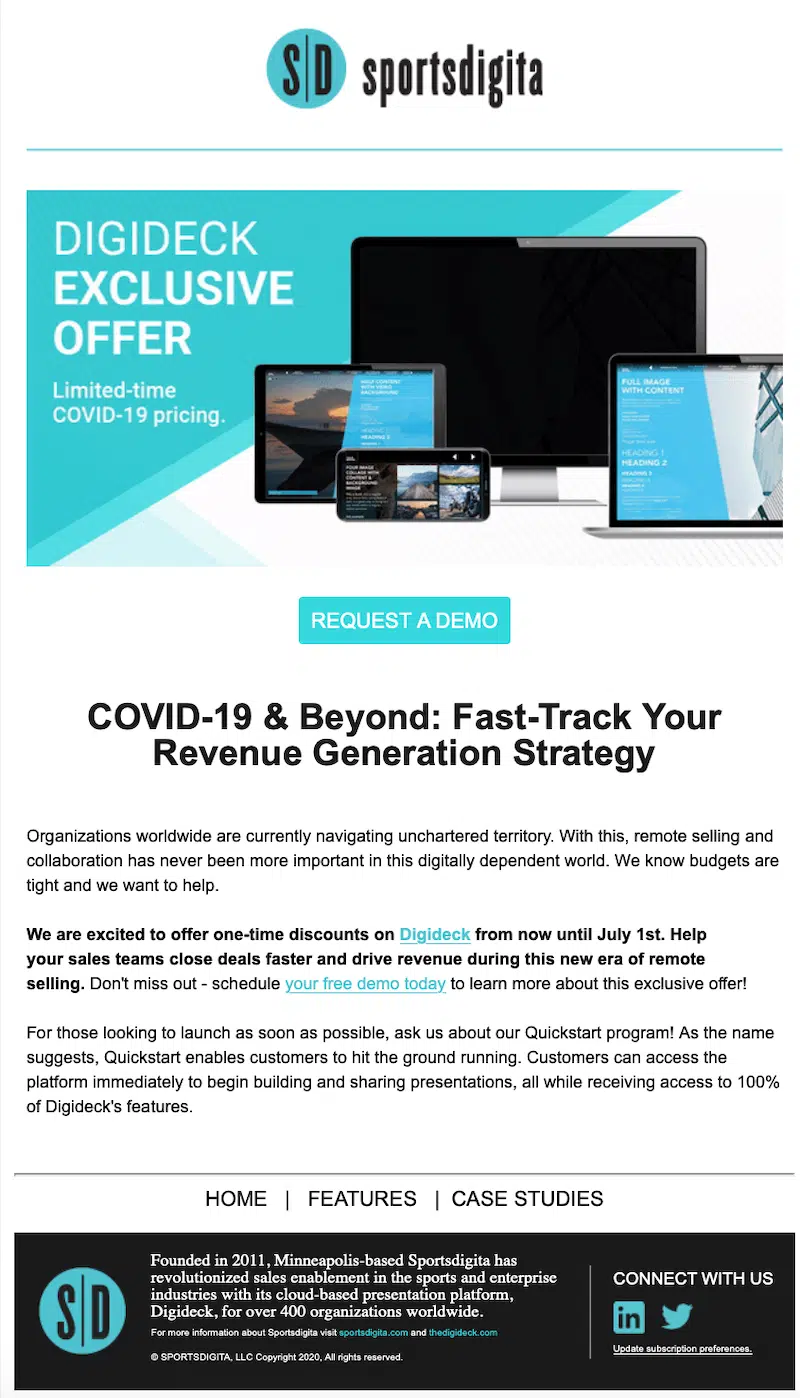 S|D sportsdigita
DIGIDECK
EXCLUSIVE
OFFER
Limited-time
COVID-19 pricing.
HALF CONTENT
WITH VIDEO
BACKGROUND
FOUR IMAGE
COLLAGE WITH
CONTENT &
BACKGROUND
IMAGE
FULL IMAGE
WITH CONTENT
HEADING 1
HEADING 2
HEADING 3
REQUEST A DEMO
COVID-19 & Beyond: Fast-Track Your
Revenue Generation Strategy
Organizations worldwide are currently navigating unchartered territory. With this, remote selling and
collaboration has never been more important in this digitally dependent world. We know budgets are
tight and we want to help.
We are excited to offer one-time discounts on Digideck from now until July 1st. Help
your sales teams close deals faster and drive revenue during this new era of remote
selling. Don't miss out - schedule your free demo today to learn more about this exclusive offer!
For those looking to launch as soon as possible, ask us about our Quickstart program! As the name
suggests, Quickstart enables customers to hit the ground running. Customers can access the
platform immediately to begin building and sharing presentations, all while receiving access to 100%
of Digideck's features.
HOME | FEATURES | CASE STUDIES
S|D
Founded in 2011, Minneapolis-based Sportsdigita has
revolutionized sales enablement in the sports and enterprise
industries with its cloud-based presentation platform,
Digideck, for over 400 organizations worldwide.
For more information about Sportsdigita visit sportsdigita.com and thedigideck.com
© SPORTSDIGITA, LLC Copyright 2020, All rights reserved.
CONNECT WITH US
in
Update subscription preferences.